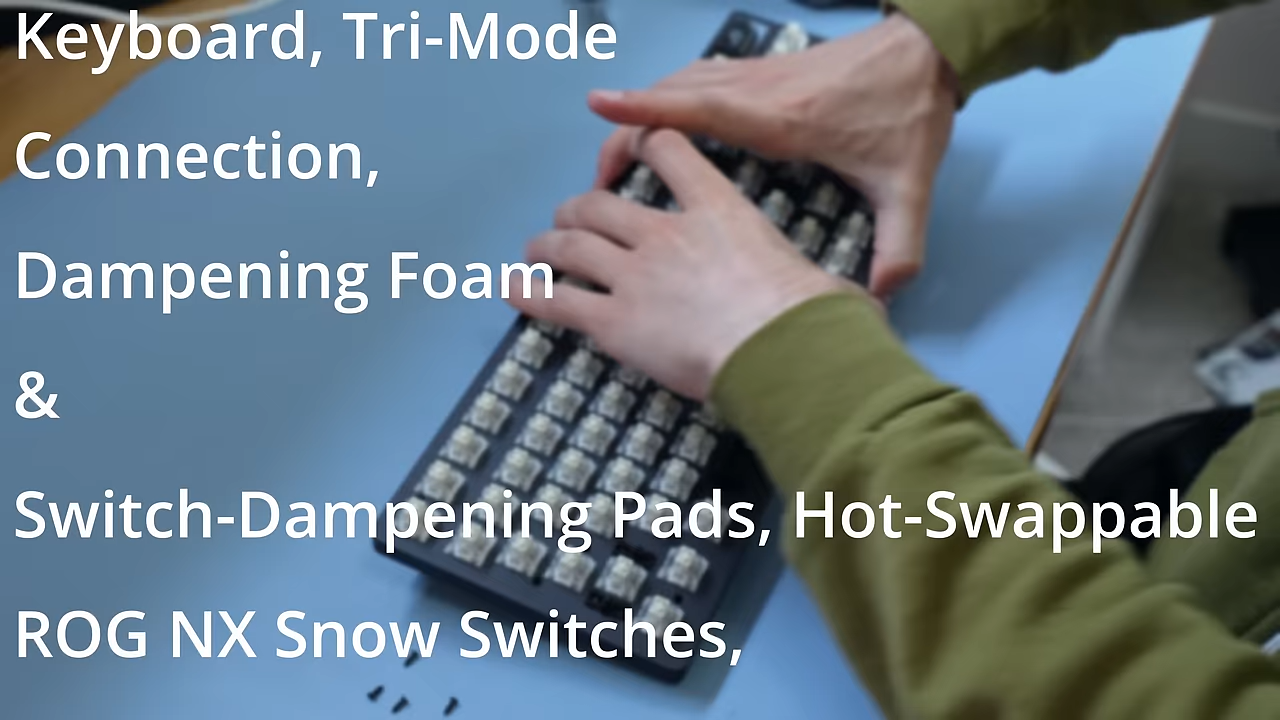 Keyboard, Tri-Mode
Connection,
Dampening Foam
&
Switch-Dampening Pads, Hot-Swappable
ROG NX Snow Switches,